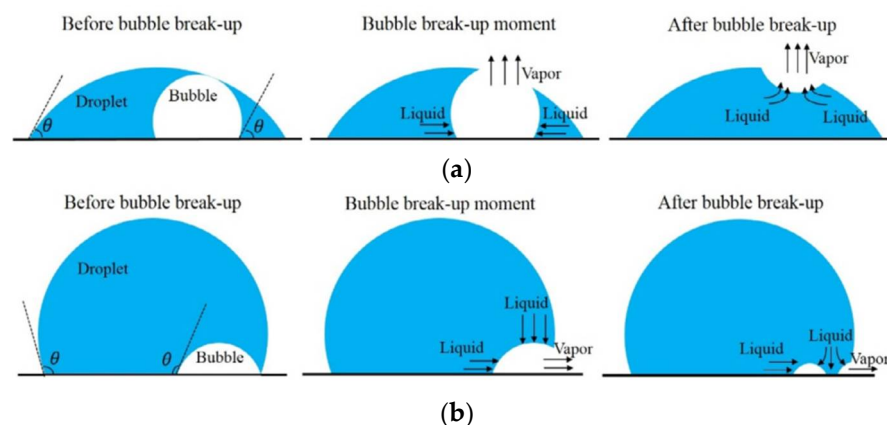 Before bubble break-up
Bubble break-up moment
After bubble break-up
Droplet
Bubble
θ
θ
Vapor
Liquid
Liquid
Vapor
Liquid
Liquid
(a)
Before bubble break-up
Bubble break-up moment
After bubble break-up
Droplet
θ
θ
Bubble
Liquid
Liquid
Vapor
Liquid
Liquid
Vapor
(b)